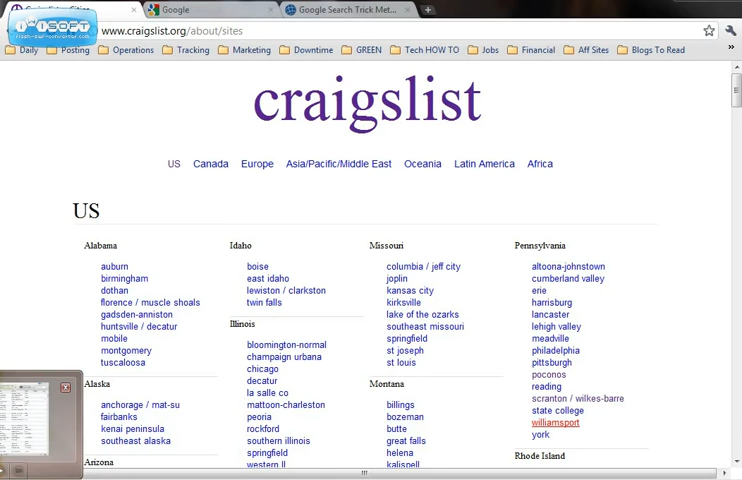 Google
Google Search Trick Met...
iWiSOFT
www.craigslist.org/about/sites
Daily Posting Operations Tracking Marketing Downtime GREEN Tech HOW TO Jobs Financial Aff Sites Blogs To Read
craigslist
US Canada Europe Asia/Pacific/Middle East Oceania Latin America Africa
US
Alabama
auburn
birmingham
dothan
florence / muscle shoals
gadsden-anniston
huntsville / decatur
mobile
montgomery
tuscaloosa
Alaska
anchorage / mat-su
fairbanks
kenai peninsula
southeast alaska
Arizona
Idaho
boise
east idaho
lewiston / clarkston
twin falls
Illinois
bloomington-normal
champaign urbana
chicago
decatur
la salle co
mattoon-charleston
peoria
rockford
southern illinois
springfield
western IL
Missouri
columbia / jeff city
joplin
kansas city
kirksville
lake of the ozarks
southeast missouri
springfield
st joseph
st louis
Montana
billings
bozeman
butte
great falls
helena
kalispell
Pennsylvania
altoona-johnstown
cumberland valley
erie
harrisburg
lancaster
lehigh valley
meadville
philadelphia
pittsburgh
poconos
reading
scranton / wilkes-barre
state college
williamsport
york
Rhode Island